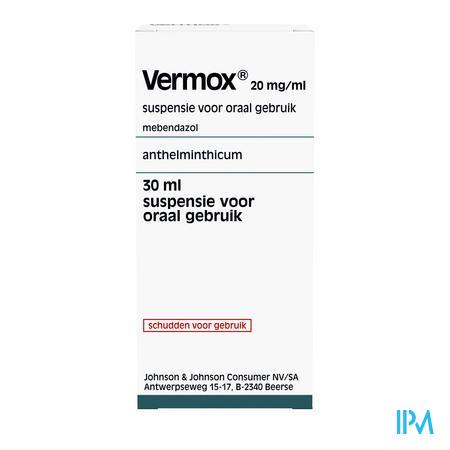 Vermox® 20 mg/ml
suspensie voor oraal gebruik
mebendazol
anthelminthicum
30 ml
suspensie voor
oraal gebruik
schudden voor gebruik
Johnson & Johnson Consumer NV/SA
Antwerpseweg 15-17, B-2340 Beerse
IPM